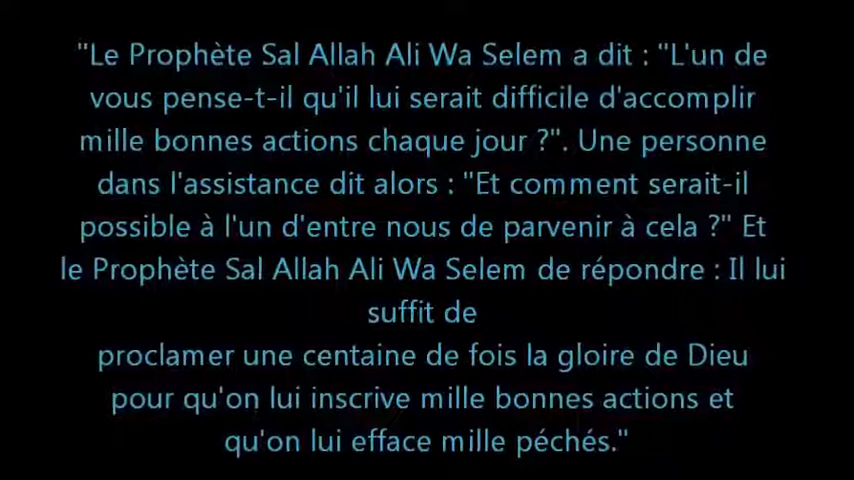 "Le Prophète Sal Allah Ali Wa Selem a dit : "L'un de
vous pense-t-il qu'il lui serait difficile d'accomplir
mille bonnes actions chaque jour ?". Une personne
dans l'assistance dit alors : "Et comment serait-il
possible à l'un d'entre nous de parvenir à cela ?" Et
le Prophète Sal Allah Ali Wa Selem de répondre : Il lui
suffit de
proclamer une centaine de fois la gloire de Dieu
pour qu'on lui inscrive mille bonnes actions et
qu'on lui efface mille péchés."